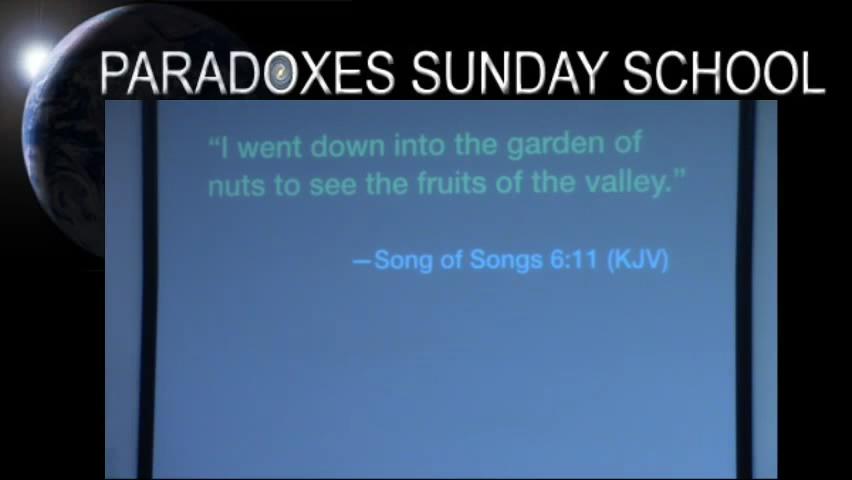 PARADOXES SUNDAY SCHOOL
“I went down into the garden of
nuts to see the fruits of the valley.”
—Song of Songs 6:11 (KJV)